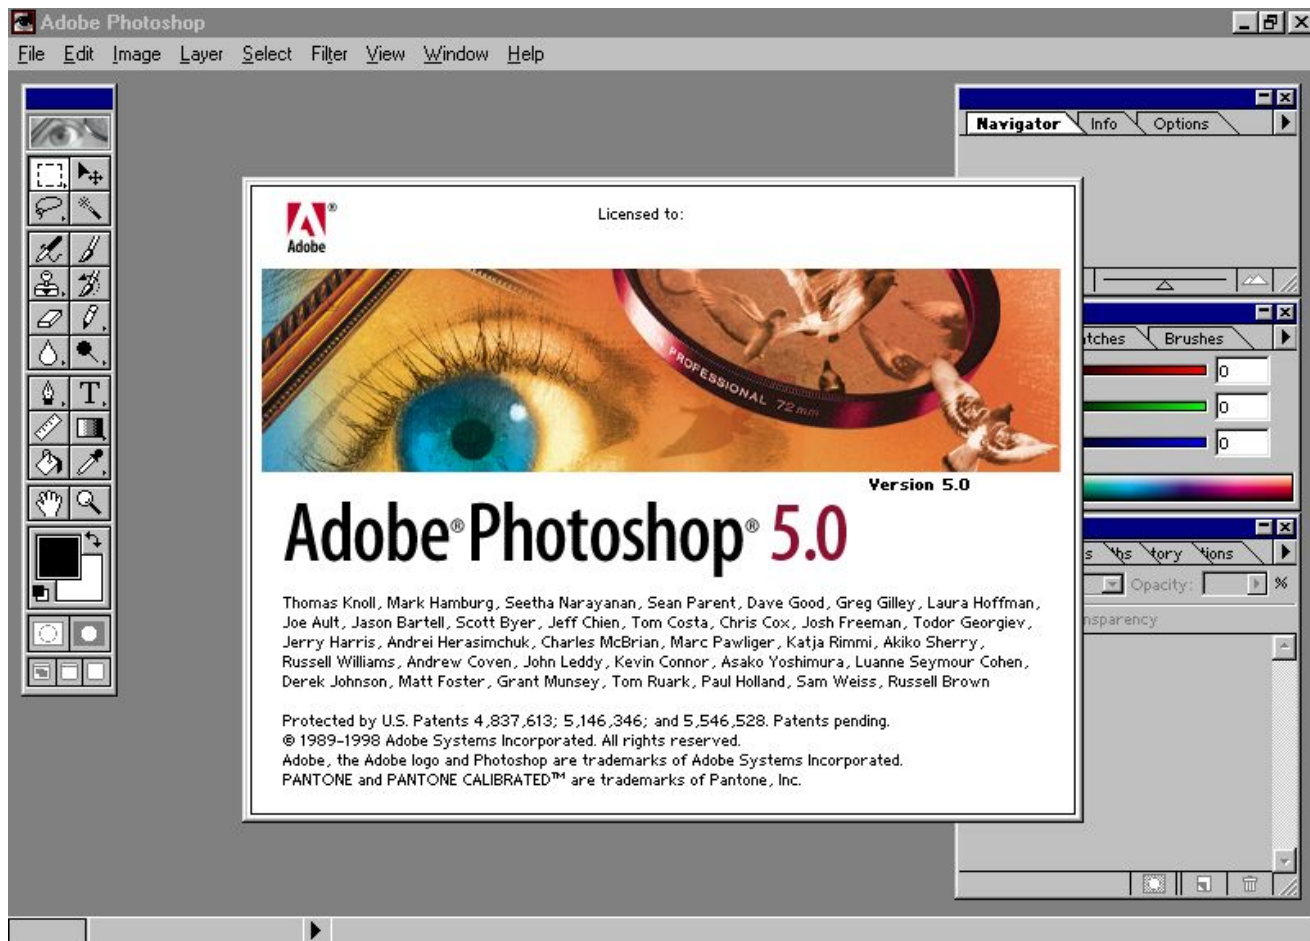 Adobe Photoshop
File Edit Image Layer Select Filter View Window Help
Navigator Info Options
Adobe®
Licensed to:
PROFESSIONAL 72mm
Version 5.0
Adobe® Photoshop® 5.0
Thomas Knoll, Mark Hamburg, Seetha Narayanan, Sean Parent, Dave Good, Greg Gilley, Laura Hoffman,
Joe Ault, Jason Bartell, Scott Byer, Jeff Chien, Tom Costa, Chris Cox, Josh Freeman, Todor Georgiev,
Jerry Harris, Andrei Herasimchuk, Charles McBrian, Marc Pawliger, Katja Rimmi, Akiko Sherry,
Russell Williams, Andrew Coven, John Leddy, Kevin Connor, Asako Yoshimura, Luanne Seymour Cohen,
Derek Johnson, Matt Foster, Grant Munsey, Tom Ruark, Paul Holland, Sam Weiss, Russell Brown
Protected by U.S. Patents 4,837,613; 5,146,346; and 5,546,528. Patents pending.
© 1989-1998 Adobe Systems Incorporated. All rights reserved.
Adobe, the Adobe logo and Photoshop are trademarks of Adobe Systems Incorporated.
PANTONE and PANTONE CALIBRATED™ are trademarks of Pantone, Inc.
tches Brushes
0
0
0
s ths tory tions
Opacity: %
nsparency